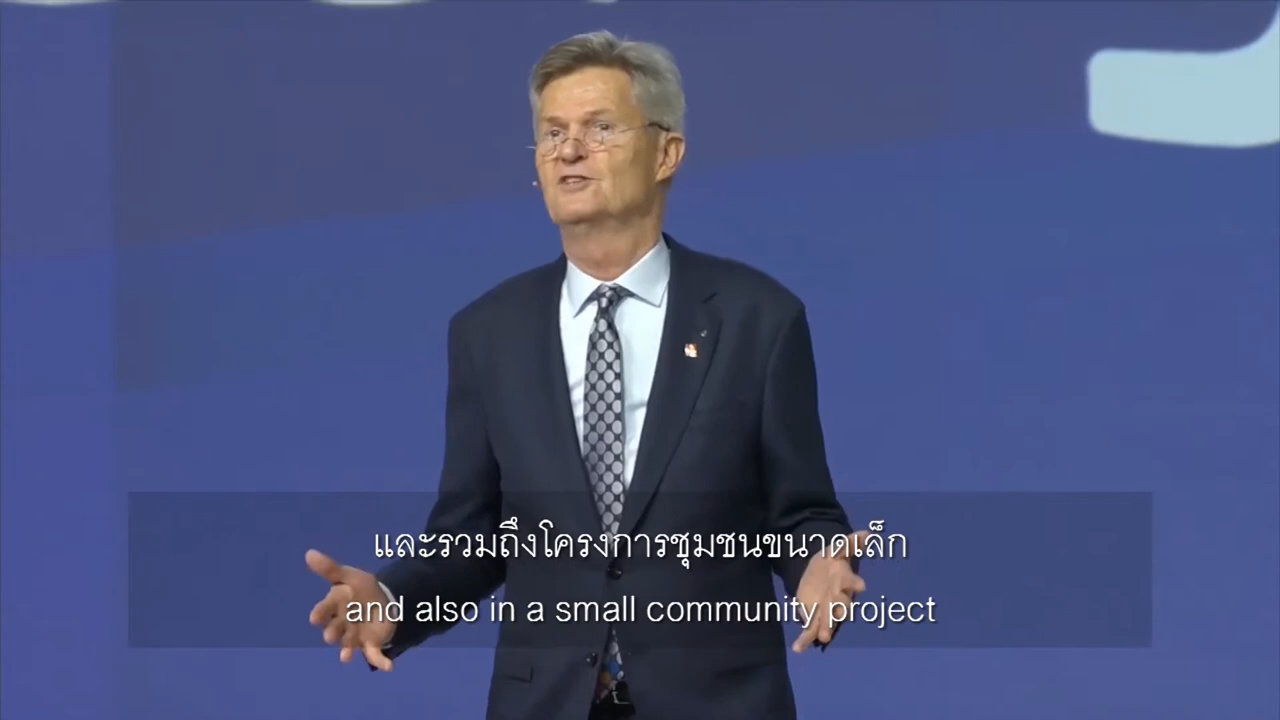 และรวมถึงโครงการชุมชนขนาดเล็ก
and also in a small community project